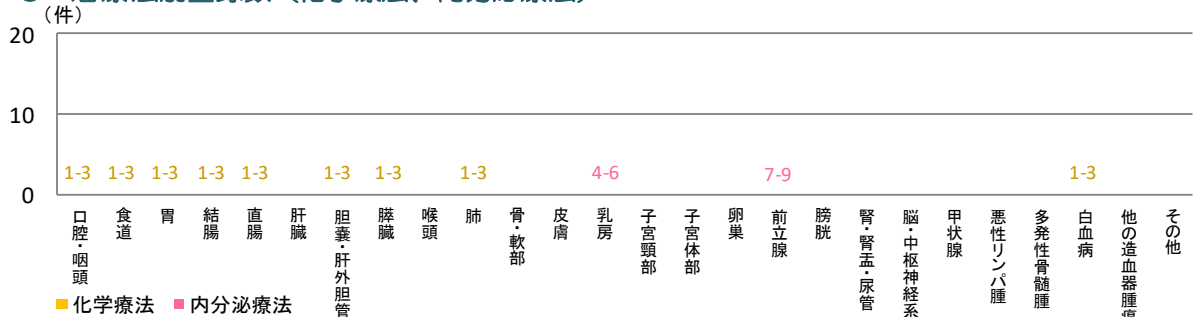 (件)
20
10
0
1-3 1-3 1-3 1-3 1-3 1-3 1-3 1-3 4-6 7-9 1-3
口腔・咽頭
食道
胃
結腸
直腸
肝臓
胆嚢・肝外胆管
膵臓
喉頭
肺
骨・軟部
皮膚
乳房
子宮頸部
子宮体部
卵巣
前立腺
膀胱
腎・腎盂・尿管
脳・中枢神経系
甲状腺
悪性リンパ腫
多発性骨髄腫
白血病
他の造血器腫瘍
その他
化学療法 内分泌療法